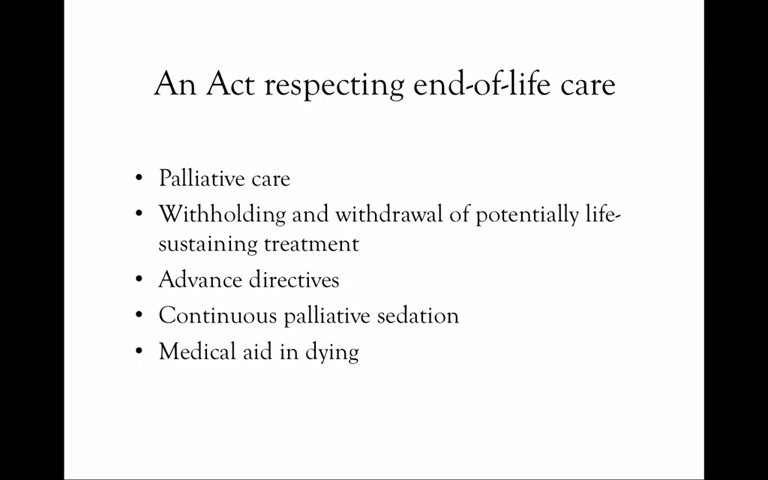 An Act respecting end-of-life care
• Palliative care
• Withholding and withdrawal of potentially life-
sustaining treatment
• Advance directives
• Continuous palliative sedation
• Medical aid in dying